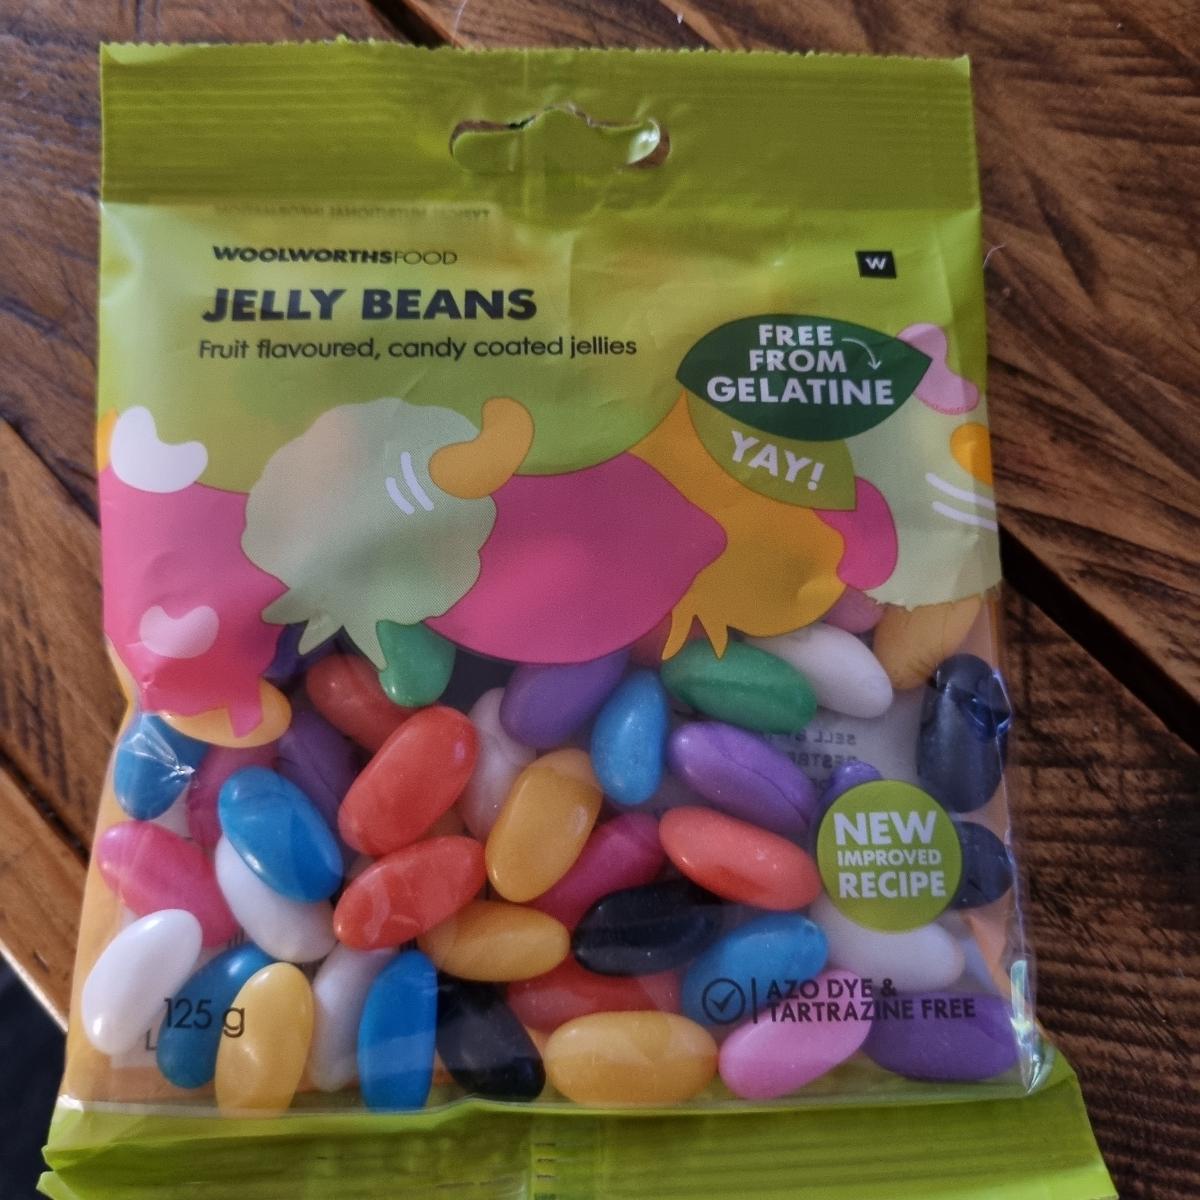 WOOLWORTHSFOOD
W
JELLY BEANS
Fruit flavoured, candy coated jellies
FREE
FROM
GELATINE
YAY!
NEW
IMPROVED
RECIPE
125 g
AZO DYE &
TARTRAZINE FREE